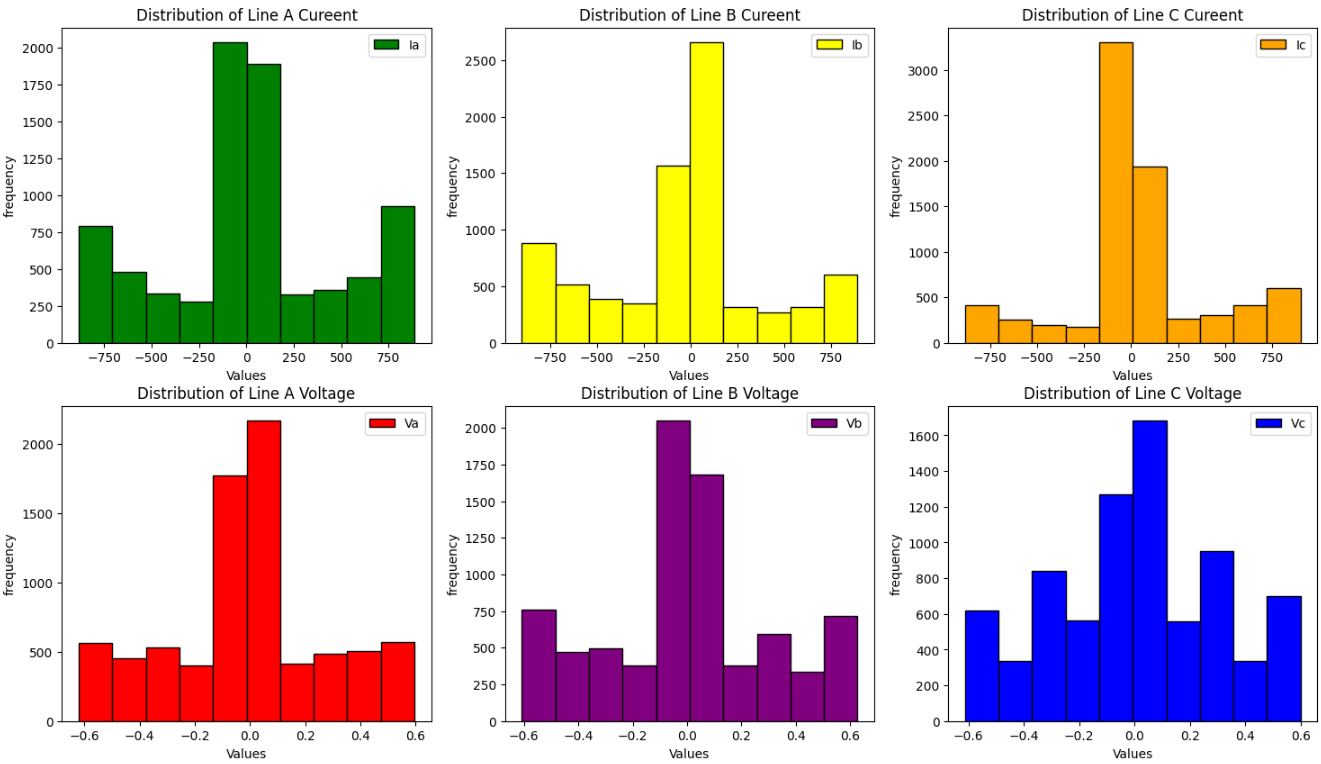 Distribution of Line A Cureent
Distribution of Line B Cureent
Distribution of Line C Cureent
Ia
2000
1750
1500
1250
1000
750
500
250
0
frequency
−750 −500 −250 0 250 500 750
Values
Ib
2500
2000
1500
1000
500
0
frequency
−750 −500 −250 0 250 500 750
Values
Ic
3000
2500
2000
1500
1000
500
0
frequency
−750 −500 −250 0 250 500 750
Values
Distribution of Line A Voltage
Distribution of Line B Voltage
Distribution of Line C Voltage
Va
2000
1500
1000
500
0
frequency
−0.6 −0.4 −0.2 0.0 0.2 0.4 0.6
Values
Vb
2000
1750
1500
1250
1000
750
500
250
0
frequency
−0.6 −0.4 −0.2 0.0 0.2 0.4 0.6
Values
Vc
1600
1400
1200
1000
800
600
400
200
0
frequency
−0.6 −0.4 −0.2 0.0 0.2 0.4 0.6
Values